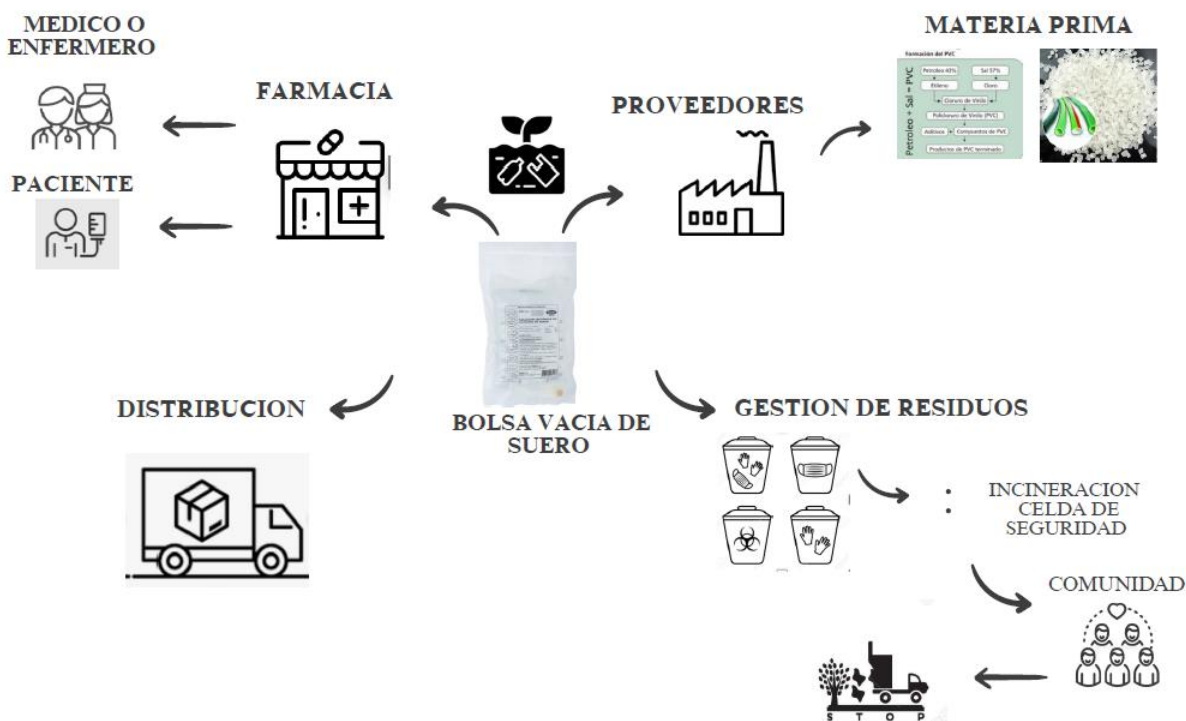 MEDICO O
ENFERMERO
FARMACIA
PACIENTE
PROVEEDORES
MATERIA PRIMA
Formación del PVC
Petroleo + Sal = PVC
Petroleo 43%
Sal 57%
Etileno
Cloro
Cloruro de Vinilo
Policloruro de Vinilo (PVC)
Aditivos
Compuestos de PVC
Productos de PVC terminado
DISTRIBUCION
BOLSA VACIA DE
SUERO
GESTION DE RESIDUOS
• INCINERACION
• CELDA DE
SEGURIDAD
COMUNIDAD
STOP